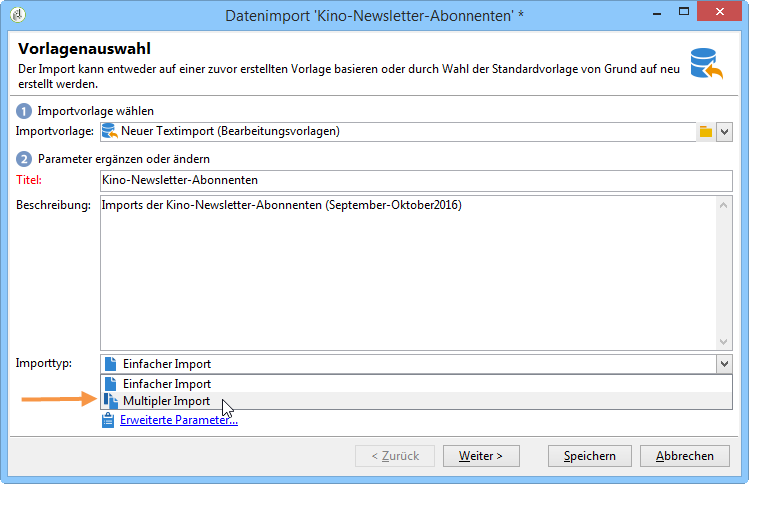 Datenimport 'Kino-Newsletter-Abonnenten' *
Vorlagenauswahl
Der Import kann entweder auf einer zuvor erstellten Vorlage basieren oder durch Wahl der Standardvorlage von Grund auf neu
erstellt werden.
1 Importvorlage wählen
Importvorlage: Neuer Textimport (Bearbeitungsvorlagen)
2 Parameter ergänzen oder ändern
Titel: Kino-Newsletter-Abonnenten
Beschreibung: Imports der Kino-Newsletter-Abonnenten (September-Oktober2016)
Importtyp: Einfacher Import
Einfacher Import
Multipler Import
Erweiterte Parameter...
< Zurück Weiter > Speichern Abbrechen